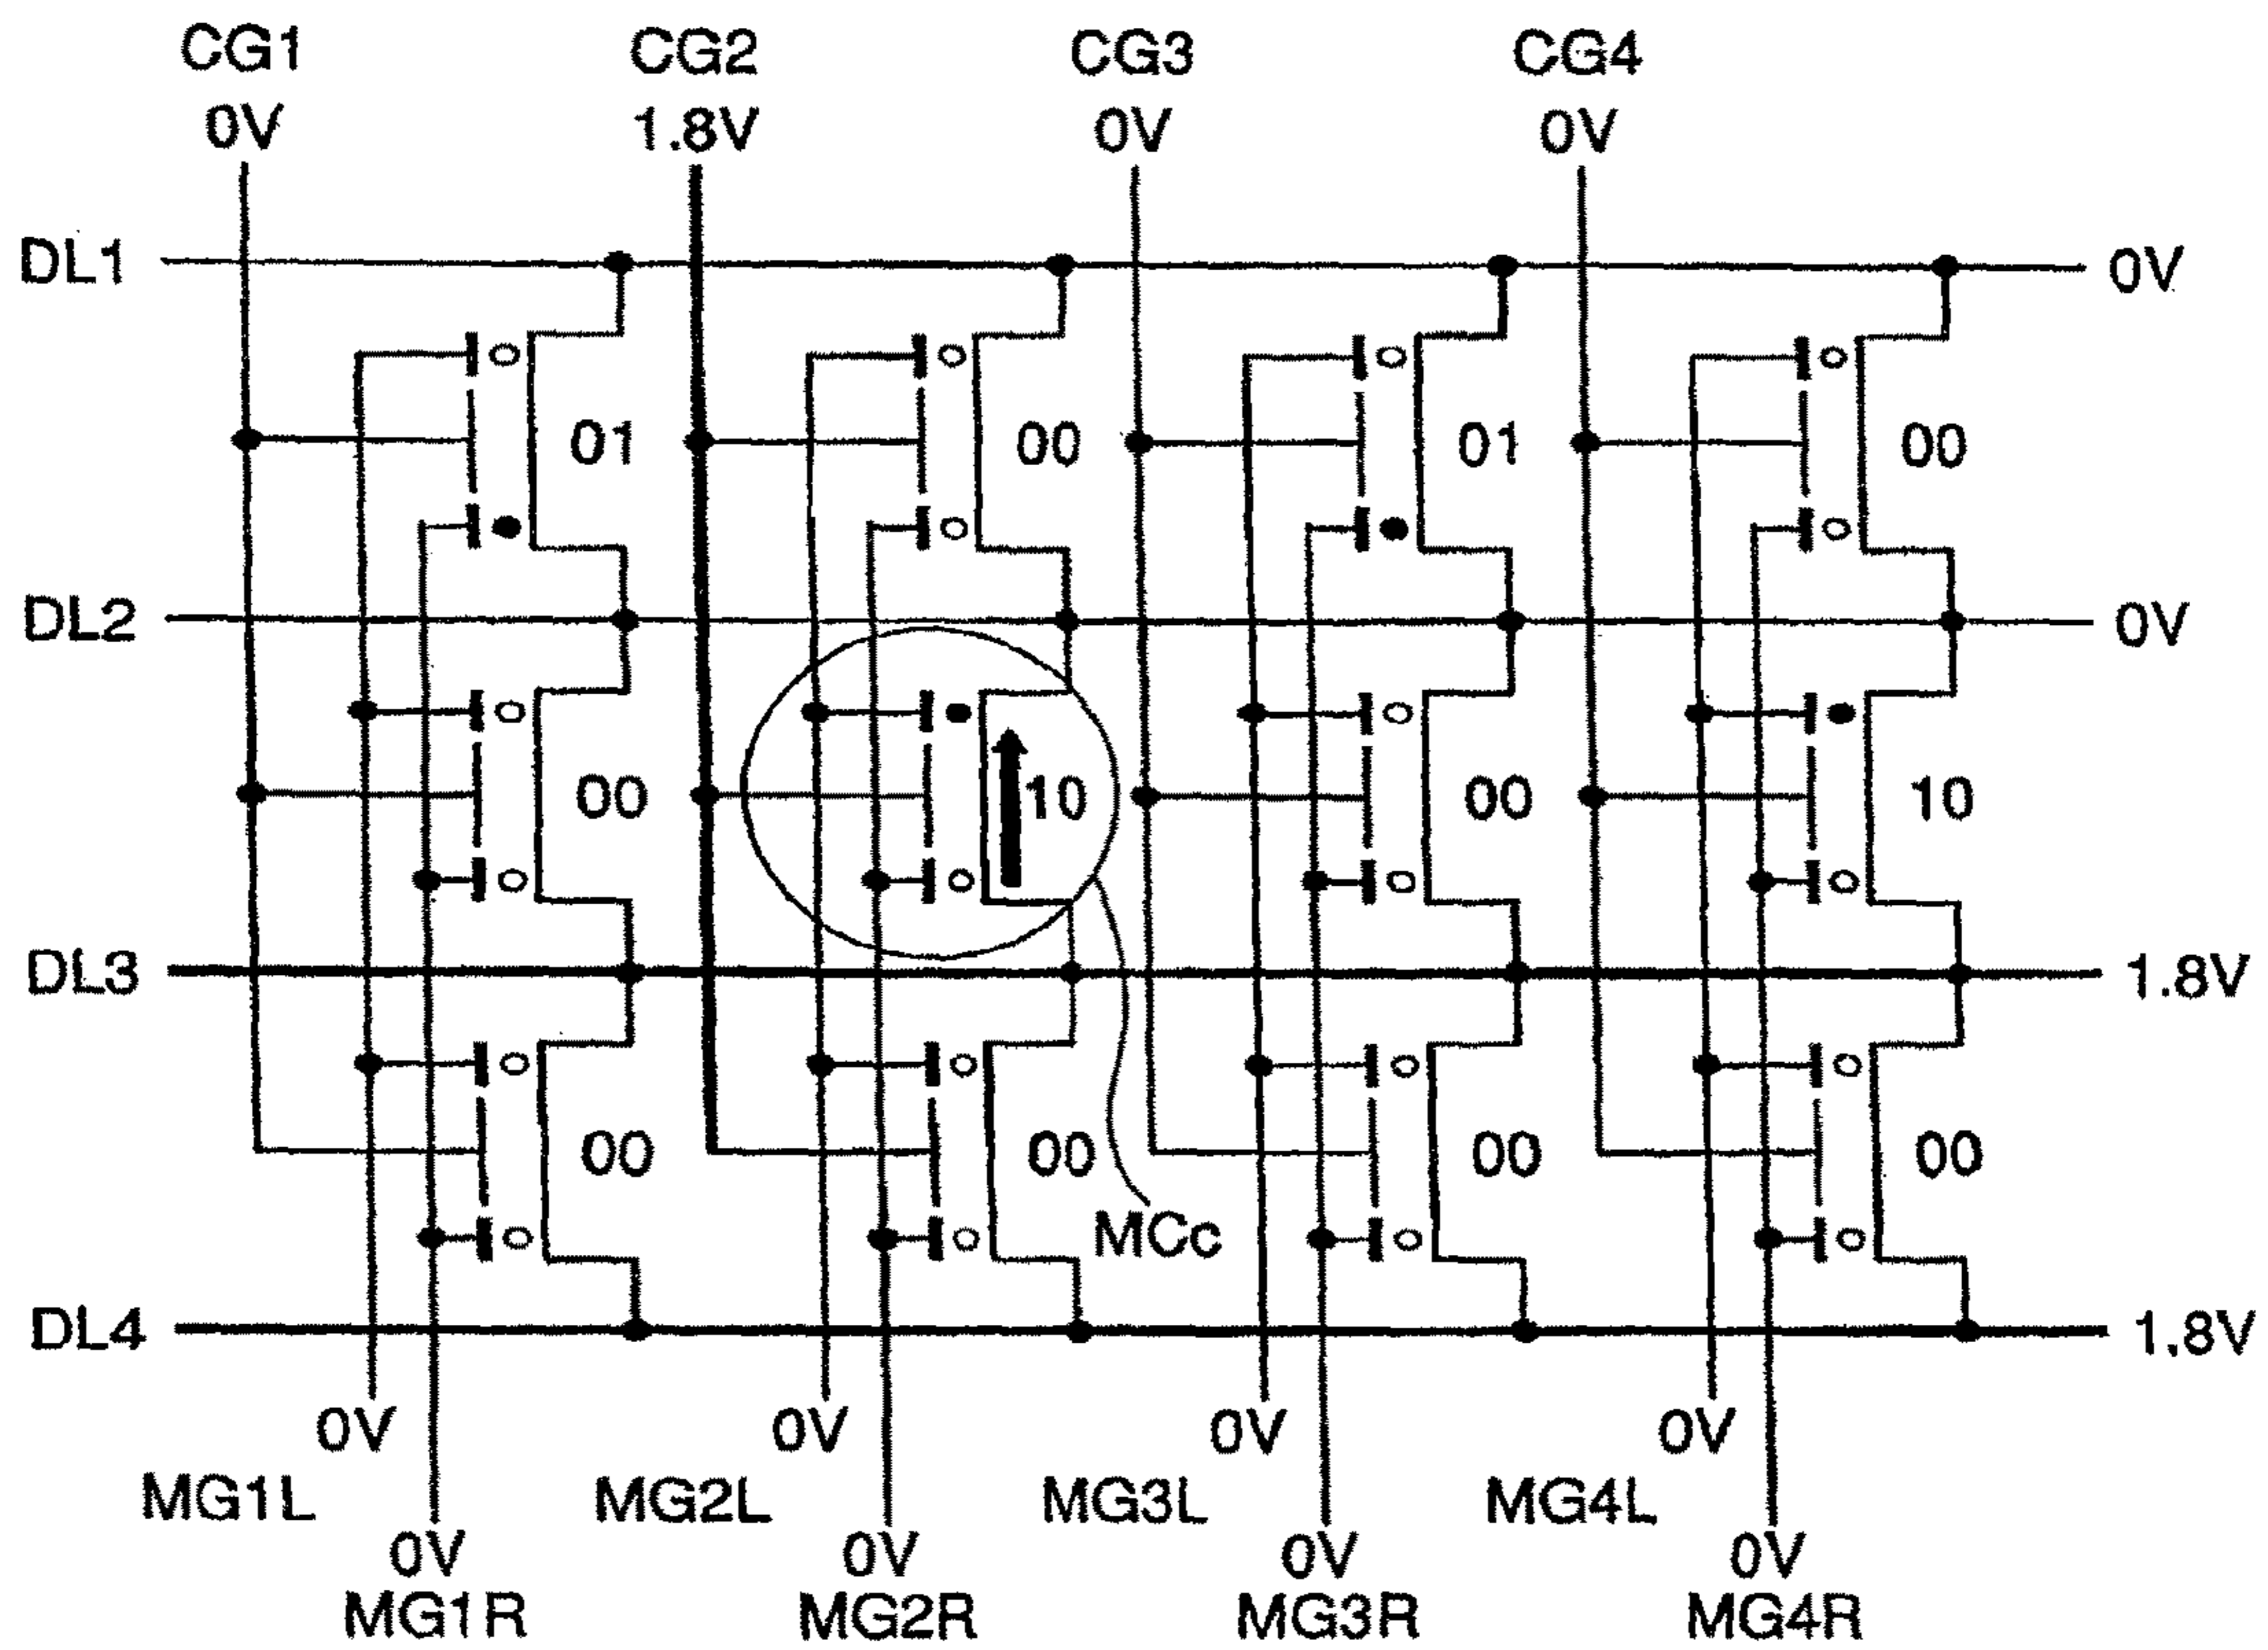 CG1 CG2 CG3 CG4
0V 1.8V 0V 0V
DL1 0V
01 00 01 00
DL2 0V
00 10 00 10
DL3 1.8V
00 00 00 00
MCc
DL4 1.8V
0V 0V 0V 0V
MG1L MG2L MG3L MG4L
0V 0V 0V 0V
MG1R MG2R MG3R MG4R